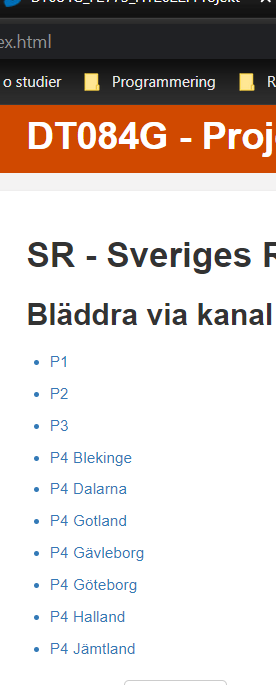 ex.html
o studier Programmering R
DT084G - Proj
SR - Sveriges R
Bläddra via kanal
P1
P2
P3
P4 Blekinge
P4 Dalarna
P4 Gotland
P4 Gävleborg
P4 Göteborg
P4 Halland
P4 Jämtland